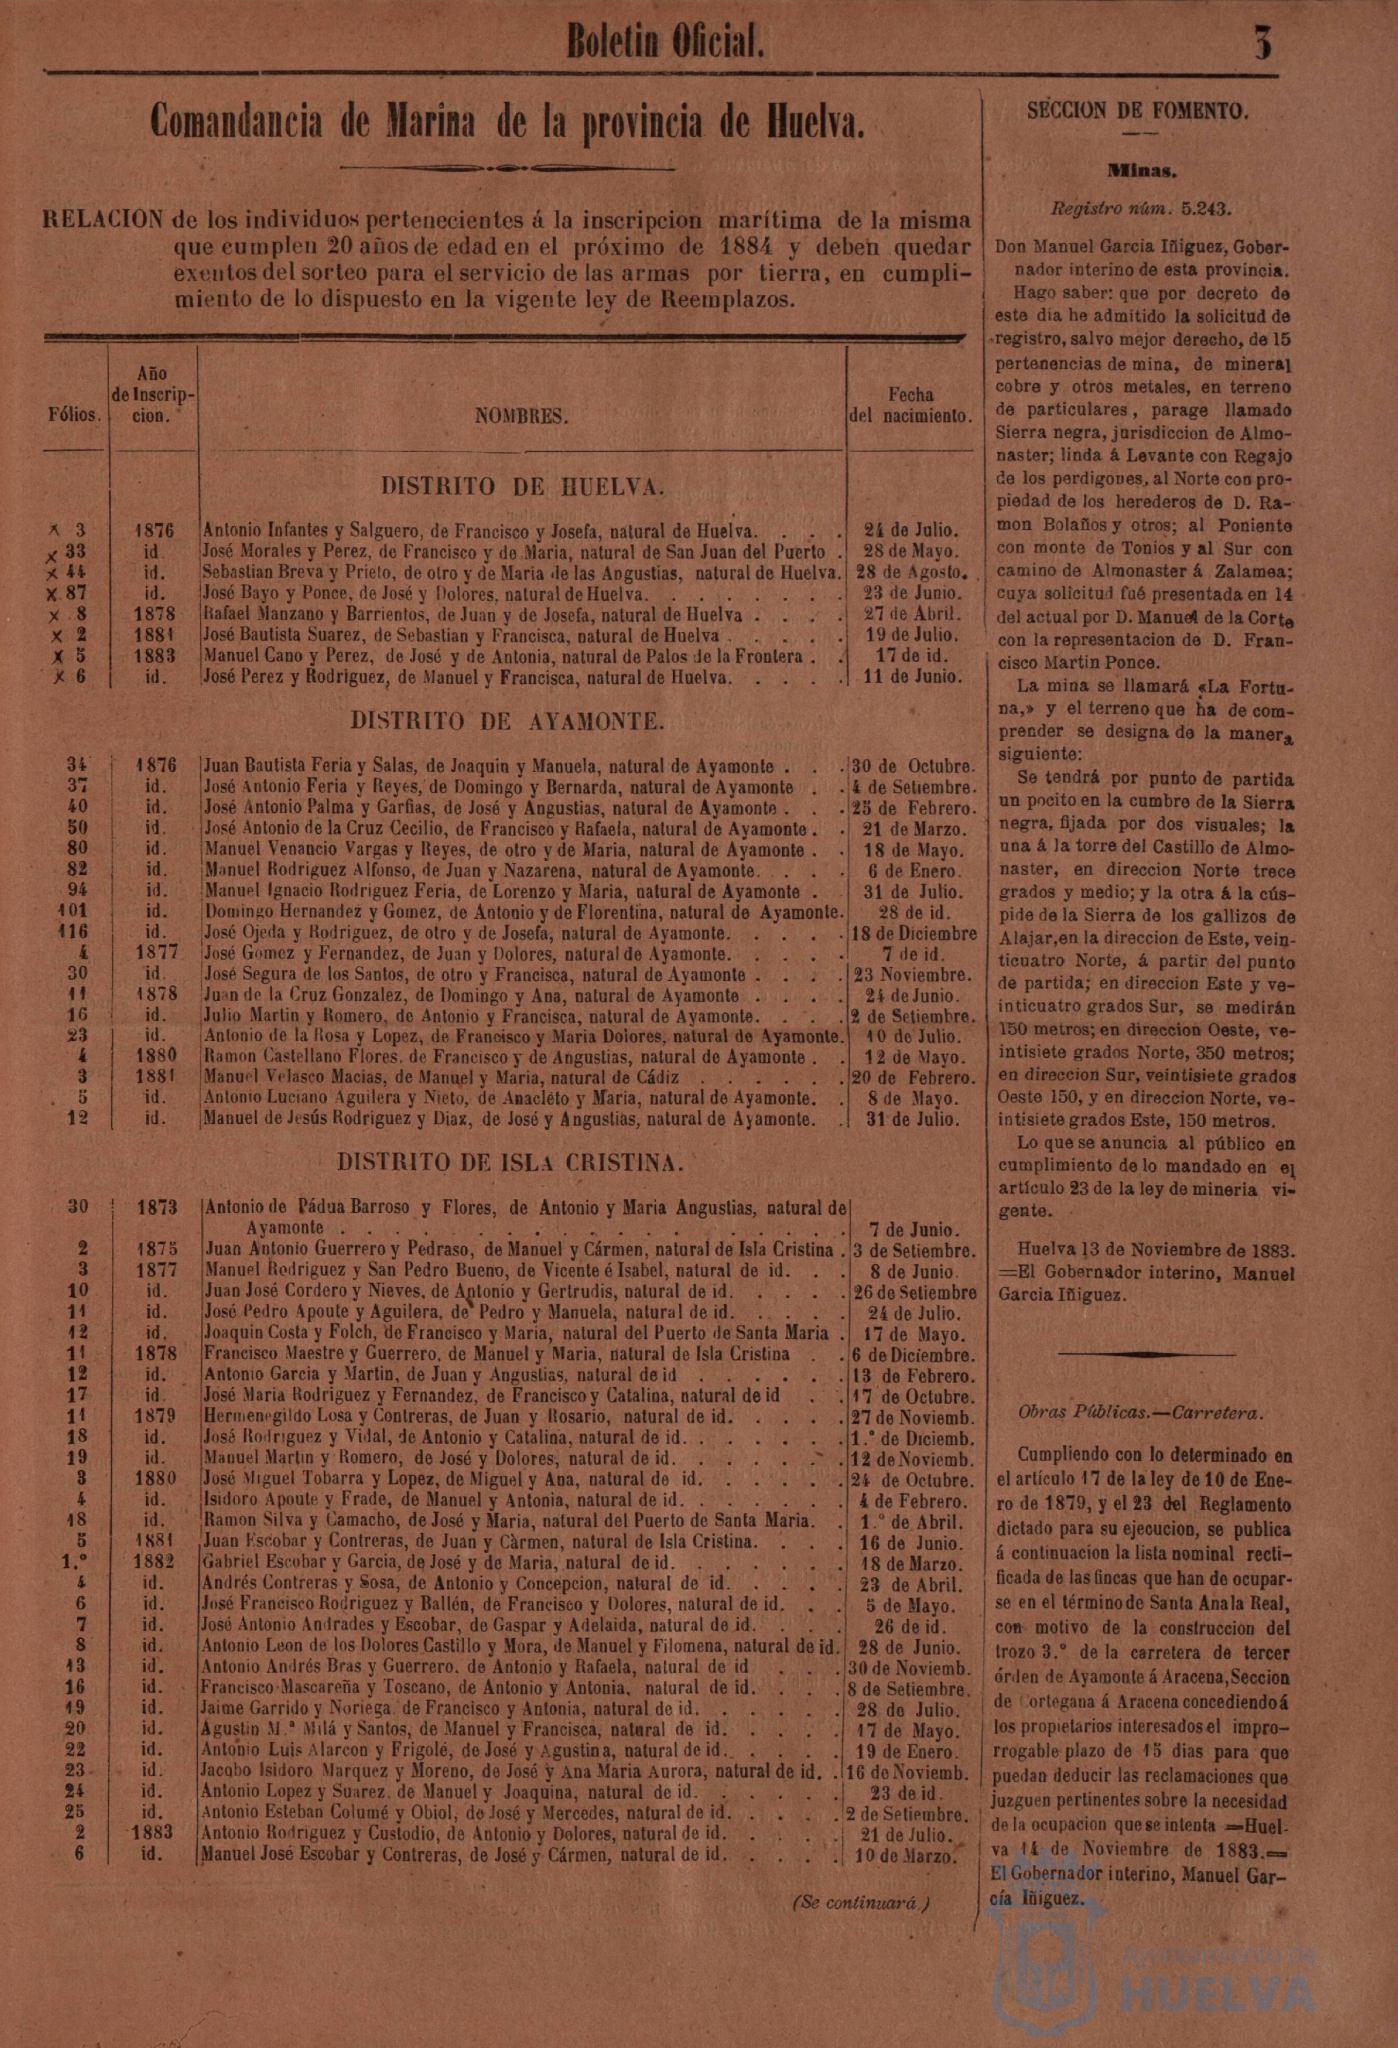 Boletin Oficial.
3
Comandancia de Marina de la provincia de Huelva.
RELACION de los individuos pertenecientes á la inscripcion marítima de la misma
que cumplen 20 años de edad en el próximo de 1884 y deben quedar
exentos del sorteo para el servicio de las armas por tierra, en cumpli-
miento de lo dispuesto en la vigente ley de Reemplazos.
Fólios. Año de Inscrip-cion. NOMBRES. Fecha del nacimiento.
DISTRITO DE HUELVA.
x 3 1876 Antonio Infantes y Salguero, de Francisco y Josefa, natural de Huelva. . . . 24 de Julio.
x 33 id. José Morales y Perez, de Francisco y de Maria, natural de San Juan del Puerto . 28 de Mayo.
x 44 id. Sebastian Breva y Prieto, de otro y de Maria de las Angustias, natural de Huelva. 28 de Agosto.
x 87 id. José Bayo y Ponce, de José y Dolores, natural de Huelva. . . . . . . 23 de Junio.
x 8 1878 Rafael Manzano y Barrientos, de Juan y de Josefa, natural de Huelva . . . . 27 de Abril.
x 2 1881 José Bautista Suarez, de Sebastian y Francisca, natural de Huelva . . . . 19 de Julio.
x 5 1883 Manuel Cano y Perez, de José y de Antonia, natural de Palos de la Frontera . . 17 de id.
x 6 id. José Perez y Rodriguez, de Manuel y Francisca, natural de Huelva. . . . . 11 de Junio.
DISTRITO DE AYAMONTE.
34 1876 Juan Bautista Feria y Salas, de Joaquin y Manuela, natural de Ayamonte . . . 30 de Octubre.
37 id. José Antonio Feria y Reyes, de Domingo y Bernarda, natural de Ayamonte . . 4 de Setiembre.
40 id. José Antonio Palma y Garfias, de José y Angustias, natural de Ayamonte . . . 25 de Febrero.
50 id. José Antonio de la Cruz Cecilio, de Francisco y Rafaela, natural de Ayamonte . . 21 de Marzo.
80 id. Manuel Venancio Vargas y Reyes, de otro y de Maria, natural de Ayamonte . . 18 de Mayo.
82 id. Manuel Rodriguez Alfonso, de Juan y Nazarena, natural de Ayamonte. . . . 6 de Enero.
94 id. Manuel Ignacio Rodriguez Feria, de Lorenzo y Maria, natural de Ayamonte . . 31 de Julio.
101 id. Domingo Hernandez y Gomez, de Antonio y de Florentina, natural de Ayamonte. 28 de id.
116 id. José Ojeda y Rodriguez, de otro y de Josefa, natural de Ayamonte. . . . . 18 de Diciembre
4 1877 José Gomez y Fernandez, de Juan y Dolores, natural de Ayamonte. . . . . 7 de id.
30 id. José Segura de los Santos, de otro y Francisca, natural de Ayamonte . . . . 23 Noviembre.
11 1878 Juan de la Cruz Gonzalez, de Domingo y Ana, natural de Ayamonte . . . . 24 de Junio.
16 id. Julio Martin y Romero, de Antonio y Francisca, natural de Ayamonte. . . . 2 de Setiembre.
23 id. Antonio de la Rosa y Lopez, de Francisco y Maria Dolores, natural de Ayamonte. 10 de Julio.
4 1880 Ramon Castellano Flores, de Francisco y de Angustias, natural de Ayamonte . . 12 de Mayo.
3 1881 Manuel Velasco Macias, de Manuel y Maria, natural de Cádiz . . . . . . 20 de Febrero.
5 id. Antonio Luciano Aguilera y Nieto, de Anacléto y Maria, natural de Ayamonte. . 8 de Mayo.
12 id. Manuel de Jesús Rodriguez y Diaz, de José y Angustias, natural de Ayamonte. . 31 de Julio.
DISTRITO DE ISLA CRISTINA.
30 1873 Antonio de Pádua Barroso y Flores, de Antonio y Maria Angustias, natural de
Ayamonte . . . . . . . . . . . . . . . . 7 de Junio.
2 1875 Juan Antonio Guerrero y Pedraso, de Manuel y Cármen, natural de Isla Cristina . 3 de Setiembre.
3 1877 Manuel Rodriguez y San Pedro Bueno, de Vicente é Isabel, natural de id. . . 8 de Junio.
10 id. Juan José Cordero y Nieves, de Antonio y Gertrudis, natural de id. . . . . 26 de Setiembre
11 id. José Pedro Apoute y Aguilera, de Pedro y Manuela, natural de id. . . . . 24 de Julio.
12 id. Joaquin Costa y Folch, de Francisco y Maria, natural del Puerto de Santa Maria . 17 de Mayo.
11 1878 Francisco Maestre y Guerrero, de Manuel y Maria, natural de Isla Cristina . . 6 de Diciembre.
12 id. Antonio Garcia y Martin, de Juan y Angustias, natural de id . . . . . . 13 de Febrero.
17 id. José Maria Rodriguez y Fernandez, de Francisco y Catalina, natural de id . . 17 de Octubre.
11 1879 Hermenegildo Losa y Contreras, de Juan y Rosario, natural de id. . . . . 27 de Noviemb.
18 id. José Rodriguez y Vidal, de Antonio y Catalina, natural de id. . . . . . 1.º de Diciemb.
19 id. Manuel Martin y Romero, de José y Dolores, natural de id. . . . . . . 12 de Noviemb.
3 1880 José Miguel Tobarra y Lopez, de Miguel y Ana, natural de id. . . . . . 24 de Octubre.
4 id. Isidoro Apoute y Frade, de Manuel y Antonia, natural de id. . . . . . . 4 de Febrero.
18 id. Ramon Silva y Camacho, de José y Maria, natural del Puerto de Santa Maria. . 1.º de Abril.
5 1881 Juan Escobar y Contreras, de Juan y Càrmen, natural de Isla Cristina. . . . 16 de Junio.
1.º 1882 Gabriel Escobar y Garcia, de José y de Maria, natural de id. . . . . . . 18 de Marzo.
4 id. Andrés Contreras y Sosa, de Antonio y Concepcion, natural de id. . . . . 23 de Abril.
6 id. José Francisco Rodriguez y Ballén, de Francisco y Dolores, natural de id. . . 5 de Mayo.
7 id. José Antonio Andrades y Escobar, de Gaspar y Adelaida, natural de id. . . . 26 de id.
8 id. Antonio Leon de los Dolores Castillo y Mora, de Manuel y Filomena, natural de id. 28 de Junio.
13 id. Antonio Andrés Bras y Guerrero, de Antonio y Rafaela, natural de id . . . 30 de Noviemb.
16 id. Francisco Mascareña y Toscano, de Antonio y Antonia, natural de id. . . . 8 de Setiembre.
19 id. Jaime Garrido y Noriega, de Francisco y Antonia, natural de id. . . . . . 28 de Julio.
20 id. Agustin M.ª Milá y Santos, de Manuel y Francisca, natural de id. . . . . 17 de Mayo.
22 id. Antonio Luis Alarcon y Frigolé, de José y Agustina, natural de id. . . . . 19 de Enero.
23 id. Jacobo Isidoro Marquez y Moreno, de José y Ana Maria Aurora, natural de id. . 16 de Noviemb.
24 id. Antonio Lopez y Suarez, de Manuel y Joaquina, natural de id. . . . . . 23 de id.
25 id. Antonio Esteban Columé y Obiol, de José y Mercedes, natural de id. . . . . 2 de Setiembre.
2 1883 Antonio Rodriguez y Custodio, de Antonio y Dolores, natural de id. . . . . 21 de Julio.
6 id. Manuel José Escobar y Contreras, de José y Cármen, natural de id. . . . . 10 de Marzo.
(Se continuará.)
SECCION DE FOMENTO.
Minas.
Registro núm. 5.243.
Don Manuel Garcia Iñiguez, Gober-
nador interino de esta provincia.
Hago saber: que por decreto de
este dia he admitido la solicitud de
registro, salvo mejor derecho, de 15
pertenencias de mina, de mineral
cobre y otros metales, en terreno
de particulares, parage llamado
Sierra negra, jurisdiccion de Almo-
naster; linda á Levante con Regajo
de los perdigones, al Norte con pro-
piedad de los herederos de D. Ra-
mon Bolaños y otros; al Poniente
con monte de Tonios y al Sur con
camino de Almonaster á Zalamea;
cuya solicitud fué presentada en 14
del actual por D. Manuel de la Corte
con la representacion de D. Fran-
cisco Martin Ponce.
La mina se llamará «La Fortu-
na,» y el terreno que ha de com-
prender se designa de la manera
siguiente:
Se tendrá por punto de partida
un pocito en la cumbre de la Sierra
negra, fijada por dos visuales; la
una á la torre del Castillo de Almo-
naster, en direccion Norte trece
grados y medio; y la otra á la cús-
pide de la Sierra de los gallizos de
Alajar, en la direccion de Este, vein-
ticuatro Norte, á partir del punto
de partida; en direccion Este y ve-
inticuatro grados Sur, se medirán
150 metros; en direccion Oeste, ve-
intisiete grados Norte, 350 metros;
en direccion Sur, veintisiete grados
Oeste 150, y en direccion Norte, ve-
intisiete grados Este, 150 metros.
Lo que se anuncia al público en
cumplimiento de lo mandado en el
artículo 23 de la ley de mineria vi-
gente.
Huelva 13 de Noviembre de 1883.
=El Gobernador interino, Manuel
Garcia Iñiguez.
Obras Públicas.—Carretera.
Cumpliendo con lo determinado en
el artículo 17 de la ley de 10 de Ene-
ro de 1879, y el 23 del Reglamento
dictado para su ejecucion, se publica
á continuacion la lista nominal recti-
ficada de las fincas que han de ocupar-
se en el término de Santa Ana la Real,
con motivo de la construccion del
trozo 3.º de la carretera de tercer
órden de Ayamonte á Aracena, Seccion
de Cortegana á Aracena concediendo á
los propietarios interesados el impro-
rrogable plazo de 15 dias para que
puedan deducir las reclamaciones que
juzguen pertinentes sobre la necesidad
de la ocupacion que se intenta =Huel-
va 14 de Noviembre de 1883.=
El Gobernador interino, Manuel Gar-
cía Iñiguez.
Ayuntamiento de
HUELVA